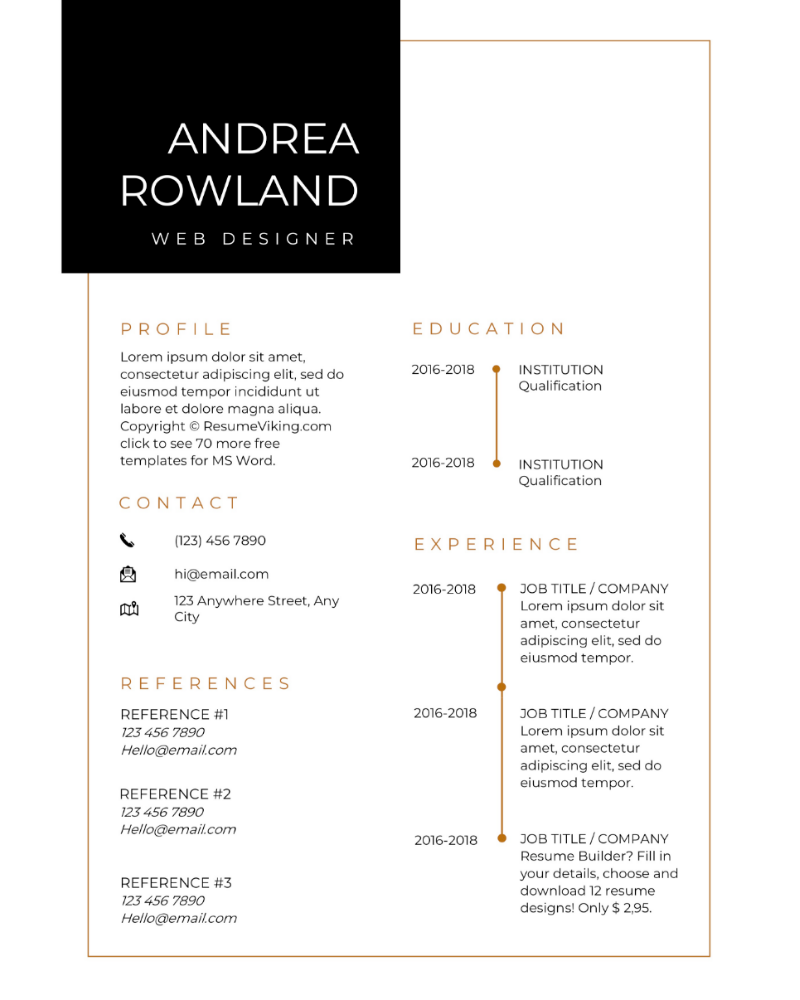 ANDREA
ROWLAND
WEB DESIGNER
PROFILE
Lorem ipsum dolor sit amet,
consectetur adipiscing elit, sed do
eiusmod tempor incididunt ut
labore et dolore magna aliqua.
Copyright © ResumeViking.com
click to see 70 more free
templates for MS Word.
CONTACT
(123) 456 7890
hi@email.com
123 Anywhere Street, Any
City
REFERENCES
REFERENCE #1
123 456 7890
Hello@email.com
REFERENCE #2
123 456 7890
Hello@email.com
REFERENCE #3
123 456 7890
Hello@email.com
EDUCATION
2016-2018 INSTITUTION
Qualification
2016-2018 INSTITUTION
Qualification
EXPERIENCE
2016-2018 JOB TITLE / COMPANY
Lorem ipsum dolor sit
amet, consectetur
adipiscing elit, sed do
eiusmod tempor.
2016-2018 JOB TITLE / COMPANY
Lorem ipsum dolor sit
amet, consectetur
adipiscing elit, sed do
eiusmod tempor.
2016-2018 JOB TITLE / COMPANY
Resume Builder? Fill in
your details, choose and
download 12 resume
designs! Only $ 2,95.